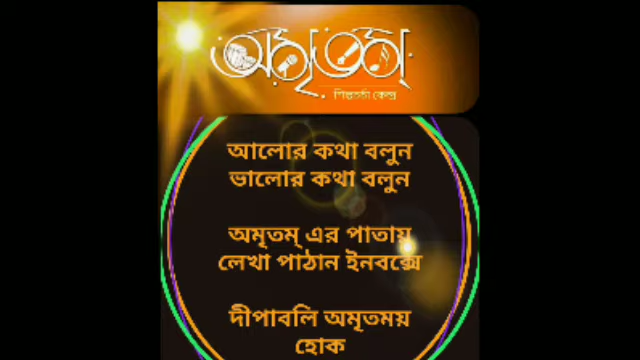 অমৃতম্
শিল্পচর্চা কেন্দ্র
আলোর কথা বলুন
ভালোর কথা বলুন
অমৃতম্ এর পাতায়
লেখা পাঠান ইনবক্সে
দীপাবলি অমৃতময়
হোক